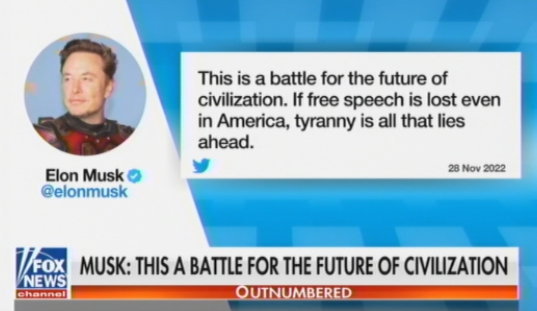 This is a battle for the future of
civilization. If free speech is lost even
in America, tyranny is all that lies
ahead.
28 Nov 2022
Elon Musk
@elonmusk
FOX
NEWS
channel
MUSK: THIS A BATTLE FOR THE FUTURE OF CIVILIZATION
OUTNUMBERED